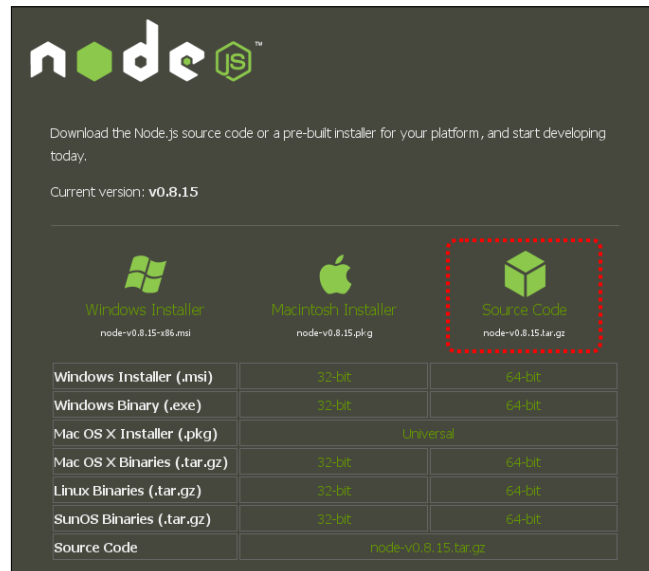 node JS™
Download the Node.js source code or a pre-built installer for your platform, and start developing
today.
Current version: v0.8.15
Windows Installer
node-v0.8.15-x86.msi
Macintosh Installer
node-v0.8.15.pkg
Source Code
node-v0.8.15.tar.gz
Windows Installer (.msi) 32-bit 64-bit
Windows Binary (.exe) 32-bit 64-bit
Mac OS X Installer (.pkg) Universal
Mac OS X Binaries (.tar.gz) 32-bit 64-bit
Linux Binaries (.tar.gz) 32-bit 64-bit
SunOS Binaries (.tar.gz) 32-bit 64-bit
Source Code node-v0.8.15.tar.gz